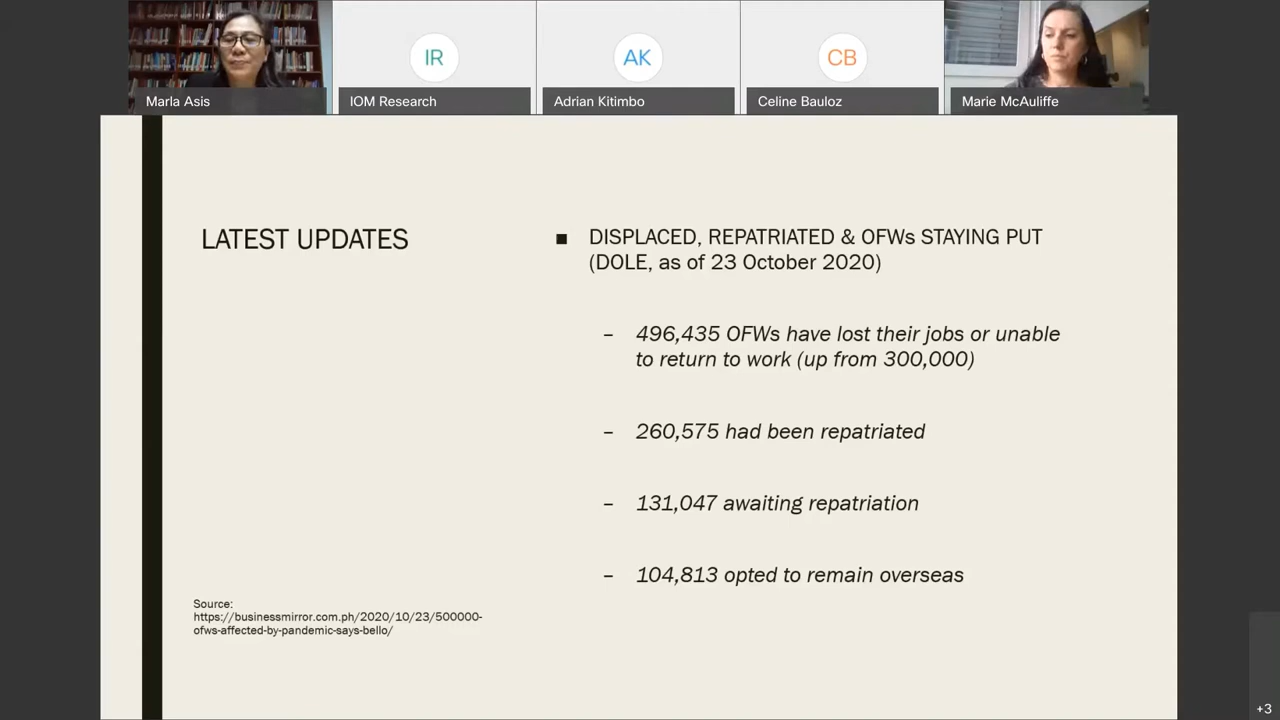 IR
AK
CB
Marla Asis
IOM Research
Adrian Kitimbo
Celine Bauloz
Marie McAuliffe
LATEST UPDATES
■ DISPLACED, REPATRIATED & OFWs STAYING PUT
(DOLE, as of 23 October 2020)
– 496,435 OFWs have lost their jobs or unable
to return to work (up from 300,000)
– 260,575 had been repatriated
– 131,047 awaiting repatriation
– 104,813 opted to remain overseas
Source:
https://businessmirror.com.ph/2020/10/23/500000-
ofws-affected-by-pandemic-says-bello/
+3